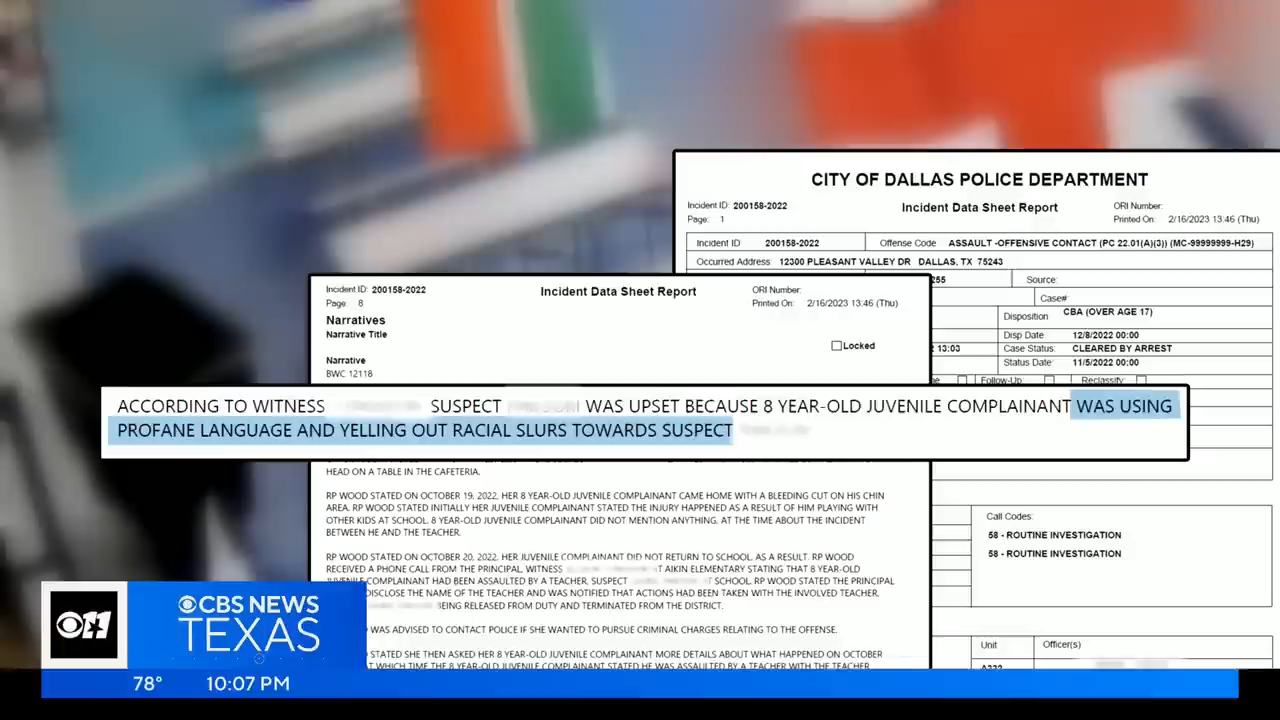 CITY OF DALLAS POLICE DEPARTMENT
Incident ID: 200158-2022
Page: 1
Incident Data Sheet Report
ORI Number:
Printed On: 2/16/2023 13:46 (Thu)
Incident ID 200158-2022 Offense Code ASSAULT -OFFENSIVE CONTACT (PC 22.01(A)(3)) (MC-99999999-H29)
Occurred Address: 12300 PLEASANT VALLEY DR DALLAS, TX 75243
255 Source:
Case#
Disposition CBA (OVER AGE 17)
Disp Date: 12/8/2022 00:00
13:03 Case Status: CLEARED BY ARREST
Status Date: 11/5/2022 00:00
Follow-Up: Reclassify:
Call Codes:
58 - ROUTINE INVESTIGATION
58 - ROUTINE INVESTIGATION
Unit Officer(s)
Incident ID: 200158-2022
Page: 8
Incident Data Sheet Report
ORI Number:
Printed On: 2/16/2023 13:46 (Thu)
Narratives
Narrative Title
Locked
Narrative
BWC 12118
ACCORDING TO WITNESS SUSPECT WAS UPSET BECAUSE 8 YEAR-OLD JUVENILE COMPLAINANT WAS USING
PROFANE LANGUAGE AND YELLING OUT RACIAL SLURS TOWARDS SUSPECT
HEAD ON A TABLE IN THE CAFETERIA.
RP WOOD STATED ON OCTOBER 19, 2022, HER 8 YEAR-OLD JUVENILE COMPLAINANT CAME HOME WITH A BLEEDING CUT ON HIS CHIN
AREA. RP WOOD STATED INITIALLY HER JUVENILE COMPLAINANT STATED THE INJURY HAPPENED AS A RESULT OF HIM PLAYING WITH
OTHER KIDS AT SCHOOL. 8 YEAR-OLD JUVENILE COMPLAINANT DID NOT MENTION ANYTHING. AT THE TIME ABOUT THE INCIDENT
BETWEEN HE AND THE TEACHER.
RP WOOD STATED ON OCTOBER 20, 2022, HER JUVENILE COMPLAINANT DID NOT RETURN TO SCHOOL. AS A RESULT. RP WOOD
RECEIVED A PHONE CALL FROM THE PRINCIPAL, WITNESS AT AIKIN ELEMENTARY STATING THAT 8 YEAR-OLD
JUVENILE COMPLAINANT HAD BEEN ASSAULTED BY A TEACHER, SUSPECT SCHOOL. RP WOOD STATED THE PRINCIPAL
DISCLOSE THE NAME OF THE TEACHER AND WAS NOTIFIED THAT ACTIONS HAD BEEN TAKEN WITH THE INVOLVED TEACHER,
BEING RELEASED FROM DUTY AND TERMINATED FROM THE DISTRICT.
WAS ADVISED TO CONTACT POLICE IF SHE WANTED TO PURSUE CRIMINAL CHARGES RELATING TO THE OFFENSE.
STATED SHE THEN ASKED HER 8 YEAR-OLD JUVENILE COMPLAINANT MORE DETAILS ABOUT WHAT HAPPENED ON OCTOBER
WHICH TIME THE 8 YEAR-OLD JUVENILE COMPLAINANT STATED HE WAS ASSAULTED BY A TEACHER WITH THE TEACHER
11
CBS NEWS
TEXAS
78° 10:07 PM